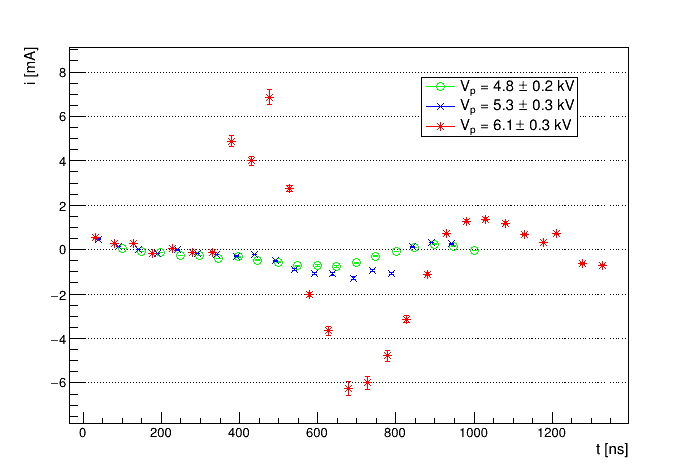 i [mA]
8
6
4
2
0
−2
−4
−6
V_p = 4.8 ± 0.2 kV
V_p = 5.3 ± 0.3 kV
V_p = 6.1± 0.3 kV
0 200 400 600 800 1000 1200
t [ns]